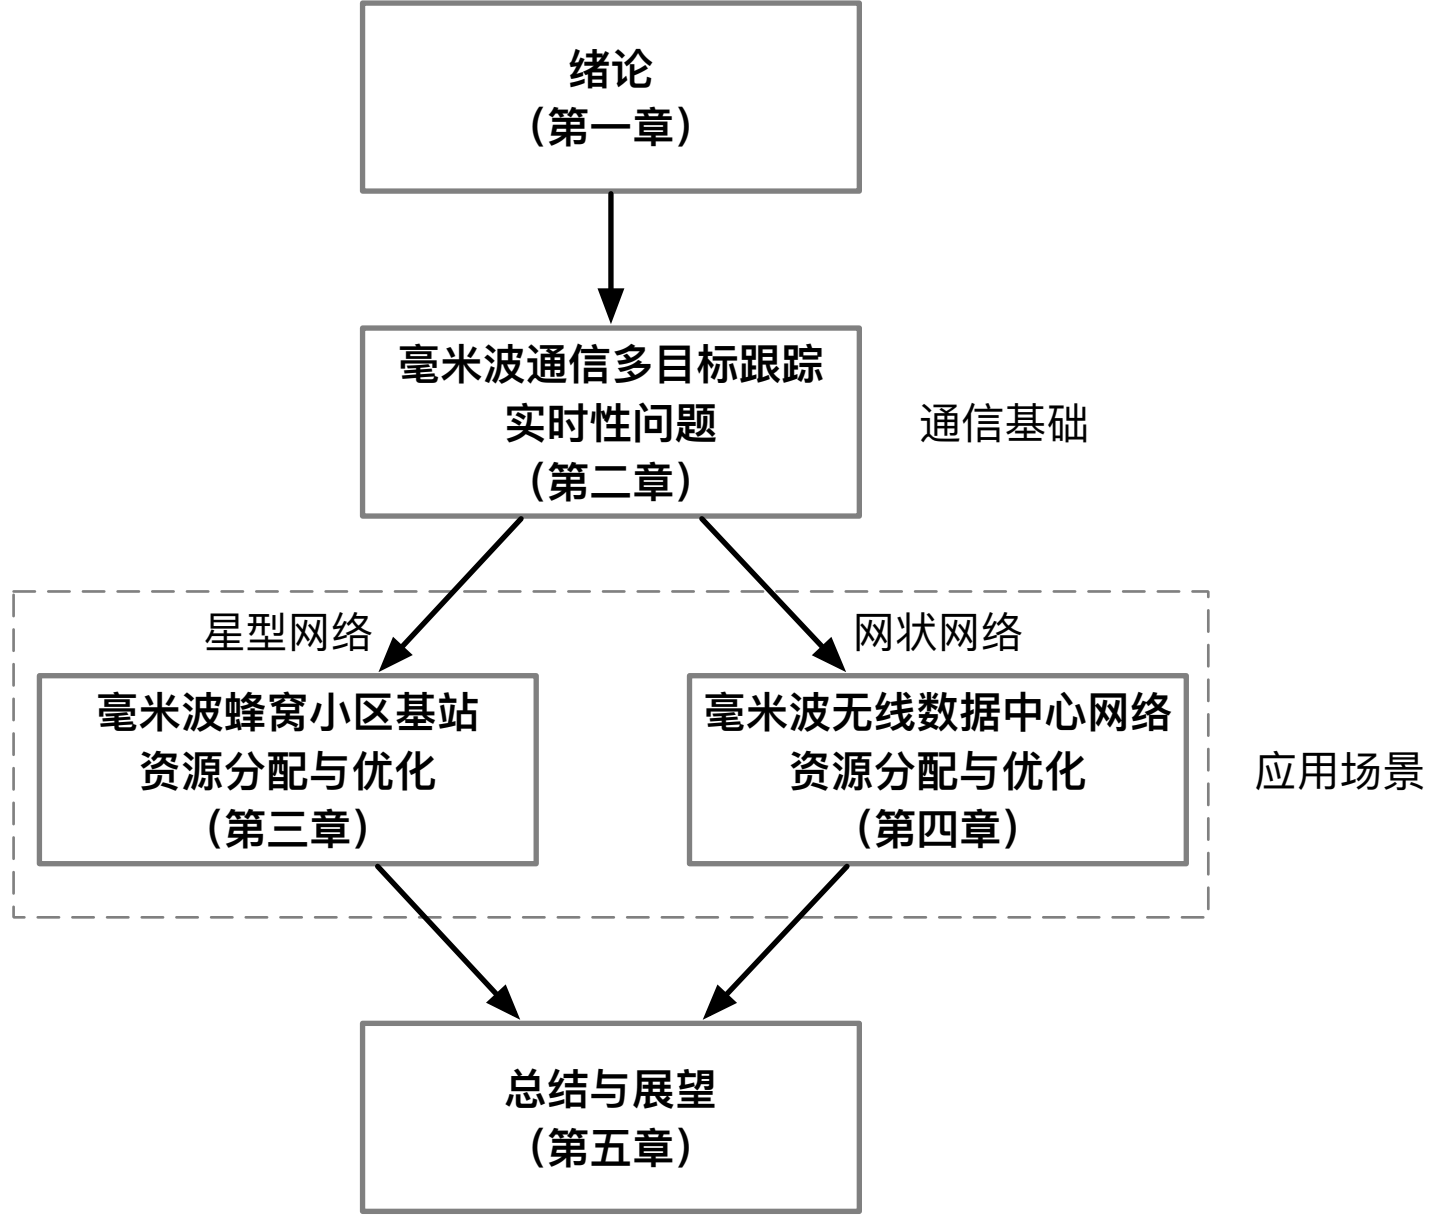 绪论
（第一章）
毫米波通信多目标跟踪
实时性问题
（第二章）
通信基础
星型网络
网状网络
毫米波蜂窝小区基站
资源分配与优化
（第三章）
毫米波无线数据中心网络
资源分配与优化
（第四章）
应用场景
总结与展望
（第五章）